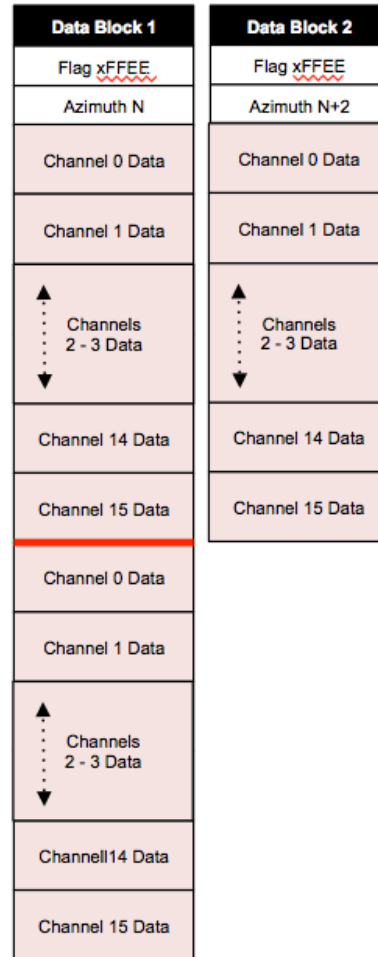 Data Block 1
Flag xFFEE
Azimuth N
Channel 0 Data
Channel 1 Data
Channels
2 - 3 Data
Channel 14 Data
Channel 15 Data
Channel 0 Data
Channel 1 Data
Channels
2 - 3 Data
Channell14 Data
Channel 15 Data
Data Block 2
Flag xFFEE
Azimuth N+2
Channel 0 Data
Channel 1 Data
Channels
2 - 3 Data
Channel 14 Data
Channel 15 Data